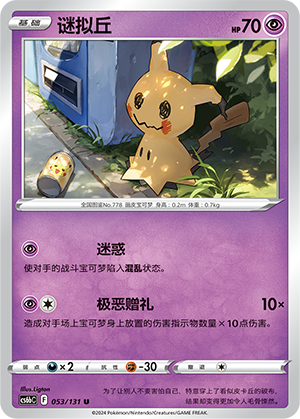 基础
谜拟丘
HP70
全国图鉴No.778 画皮宝可梦 身高：0.2m 体重：0.7kg
迷惑
使对手的战斗宝可梦陷入混乱状态。
极恶赠礼 10×
造成对手场上宝可梦身上放置的伤害指示物数量×10点伤害。
弱点 ×2 抵抗力 -30 撤退
Illus.Ligton
CS6bC F 053/131 U
为了让别人不要害怕自己，特意穿上了看似皮卡丘的破布，
结果却变得更加令人毛骨悚然。
©2024 Pokémon/Nintendo/Creatures/GAME FREAK.